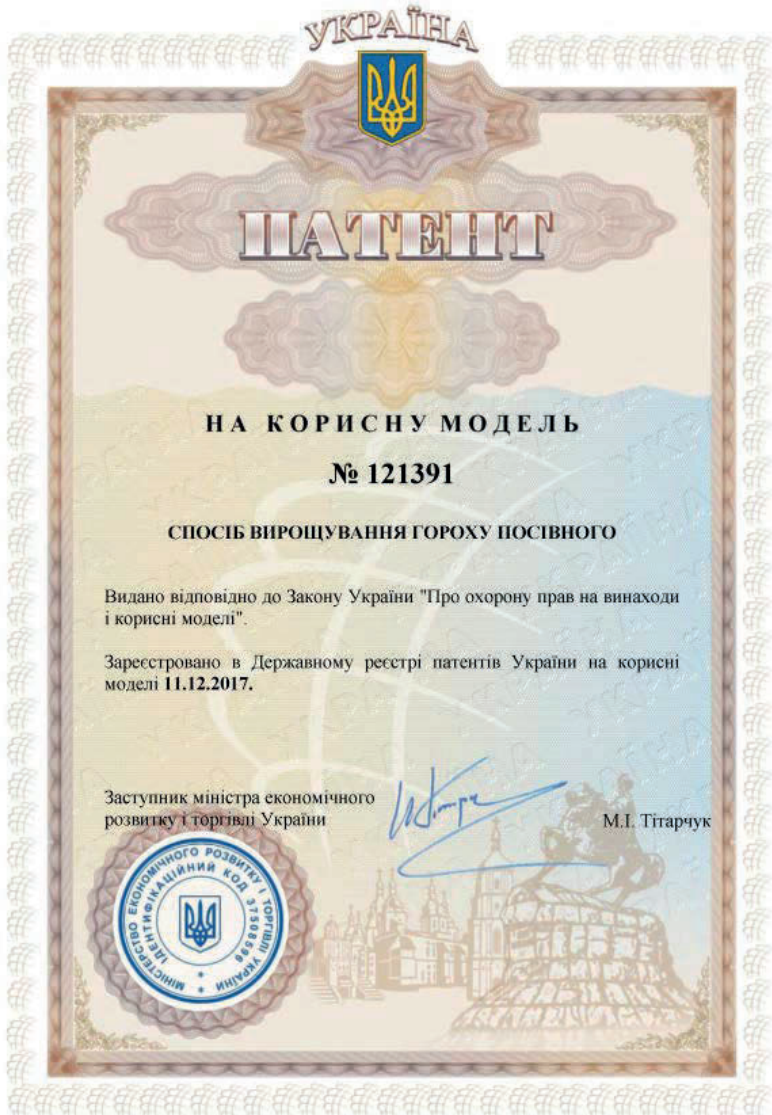 УКРАЇНА
ПАТЕНТ
НА КОРИСНУ МОДЕЛЬ
№ 121391
СПОСІБ ВИРОЩУВАННЯ ГОРОХУ ПОСІВНОГО
Видано відповідно до Закону України "Про охорону прав на винаходи
і корисні моделі".
Зареєстровано в Державному реєстрі патентів України на корисні
моделі 11.12.2017.
Заступник міністра економічного
розвитку і торгівлі України
М.І. Тітарчук
МІНІСТЕРСТВО ЕКОНОМІЧНОГО РОЗВИТКУ І ТОРГІВЛІ УКРАЇНИ
ІДЕНТИФІКАЦІЙНИЙ КОД 37508596